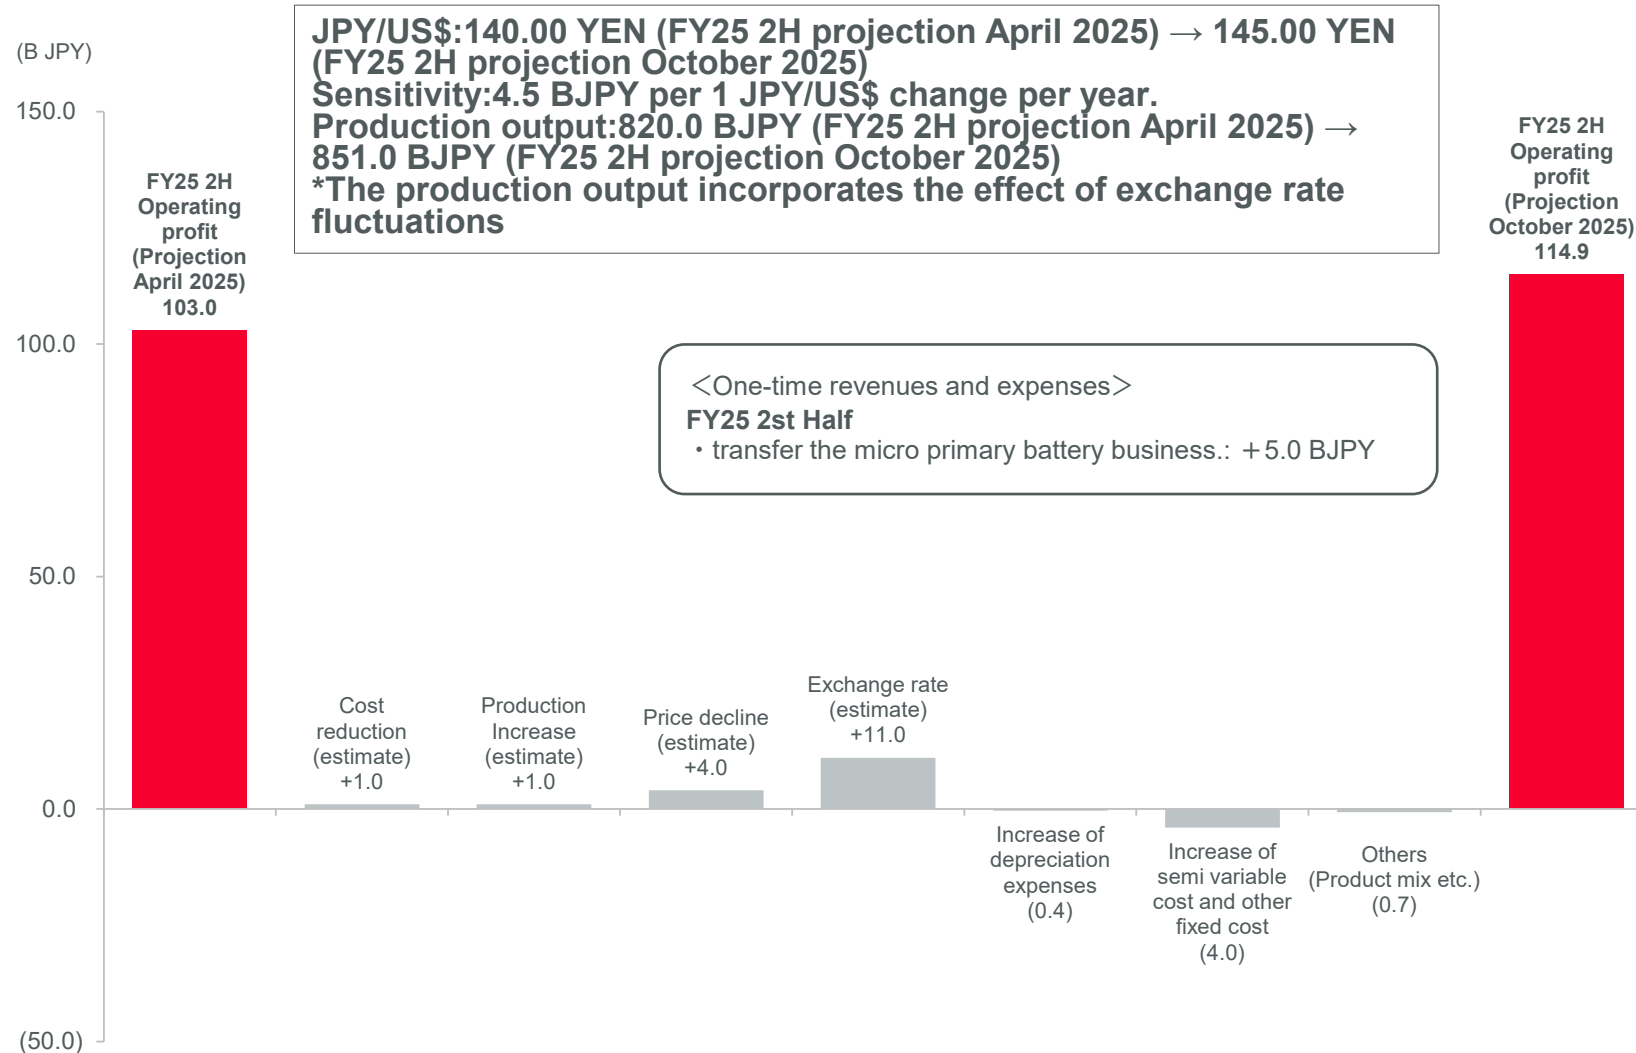 (B JPY)
JPY/US$:140.00 YEN (FY25 2H projection April 2025) → 145.00 YEN
(FY25 2H projection October 2025)
Sensitivity:4.5 BJPY per 1 JPY/US$ change per year.
Production output:820.0 BJPY (FY25 2H projection April 2025) →
851.0 BJPY (FY25 2H projection October 2025)
*The production output incorporates the effect of exchange rate
fluctuations
150.0
100.0
50.0
0.0
(50.0)
FY25 2H
Operating
profit
(Projection
April 2025)
103.0
＜One-time revenues and expenses＞
FY25 2st Half
・transfer the micro primary battery business.: ＋5.0 BJPY
Cost
reduction
(estimate)
+1.0
Production
Increase
(estimate)
+1.0
Price decline
(estimate)
+4.0
Exchange rate
(estimate)
+11.0
Increase of
depreciation
expenses
(0.4)
Increase of
semi variable
cost and other
fixed cost
(4.0)
Others
(Product mix etc.)
(0.7)
FY25 2H
Operating
profit
(Projection
October 2025)
114.9